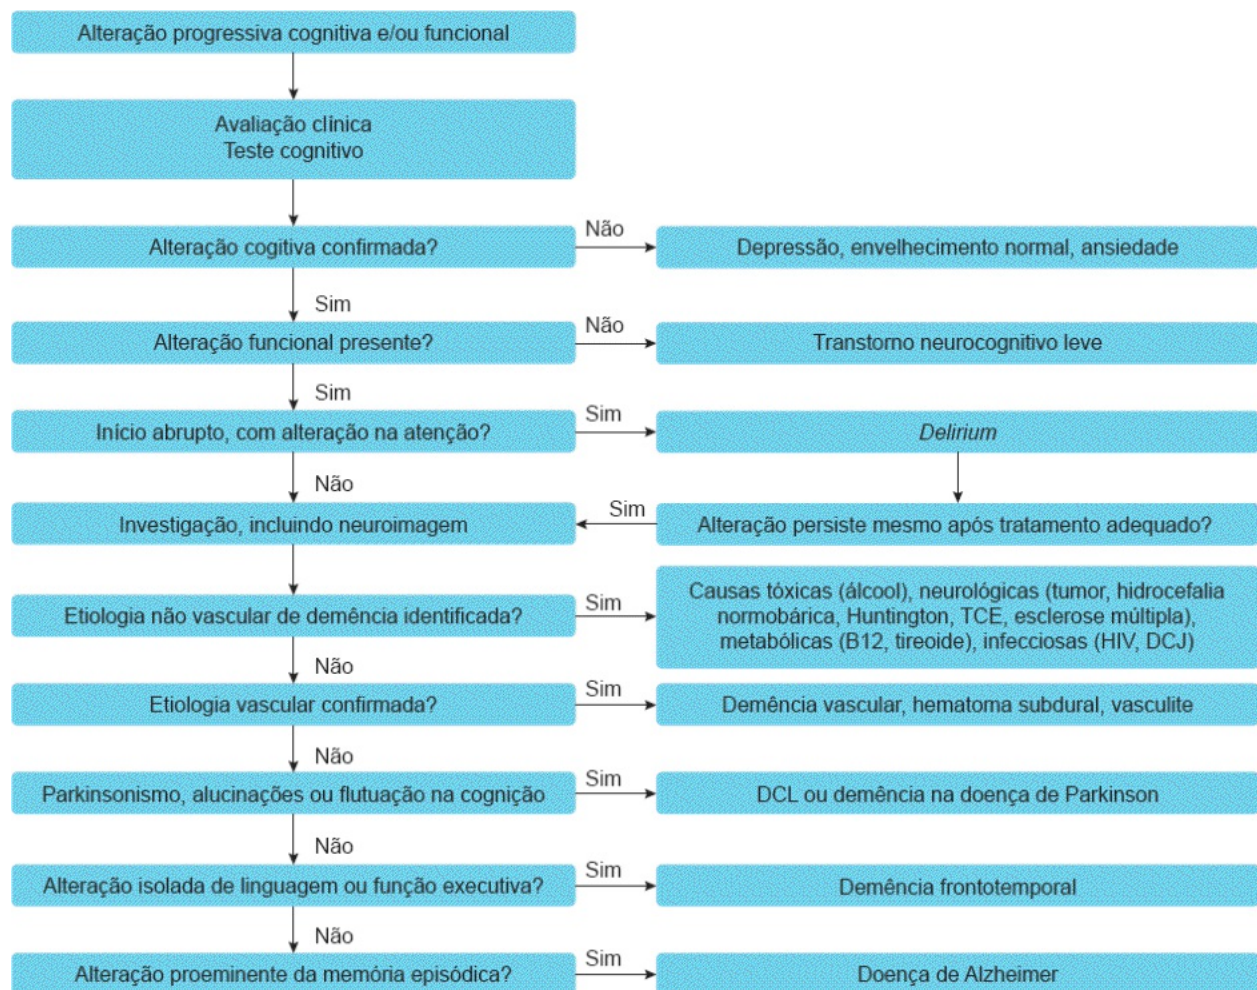 Alteração progressiva cognitiva e/ou funcional
Avaliação clínica
Teste cognitivo
Alteração cogitiva confirmada?
Não
Depressão, envelhecimento normal, ansiedade
Sim
Alteração funcional presente?
Não
Transtorno neurocognitivo leve
Sim
Início abrupto, com alteração na atenção?
Sim
Delirium
Não
Investigação, incluindo neuroimagem
Sim
Alteração persiste mesmo após tratamento adequado?
Etiologia não vascular de demência identificada?
Sim
Causas tóxicas (álcool), neurológicas (tumor, hidrocefalia
normobárica, Huntington, TCE, esclerose múltipla),
metabólicas (B12, tireoide), infecciosas (HIV, DCJ)
Não
Etiologia vascular confirmada?
Sim
Demência vascular, hematoma subdural, vasculite
Não
Parkinsonismo, alucinações ou flutuação na cognição
Sim
DCL ou demência na doença de Parkinson
Não
Alteração isolada de linguagem ou função executiva?
Sim
Demência frontotemporal
Não
Alteração proeminente da memória episódica?
Sim
Doença de Alzheimer